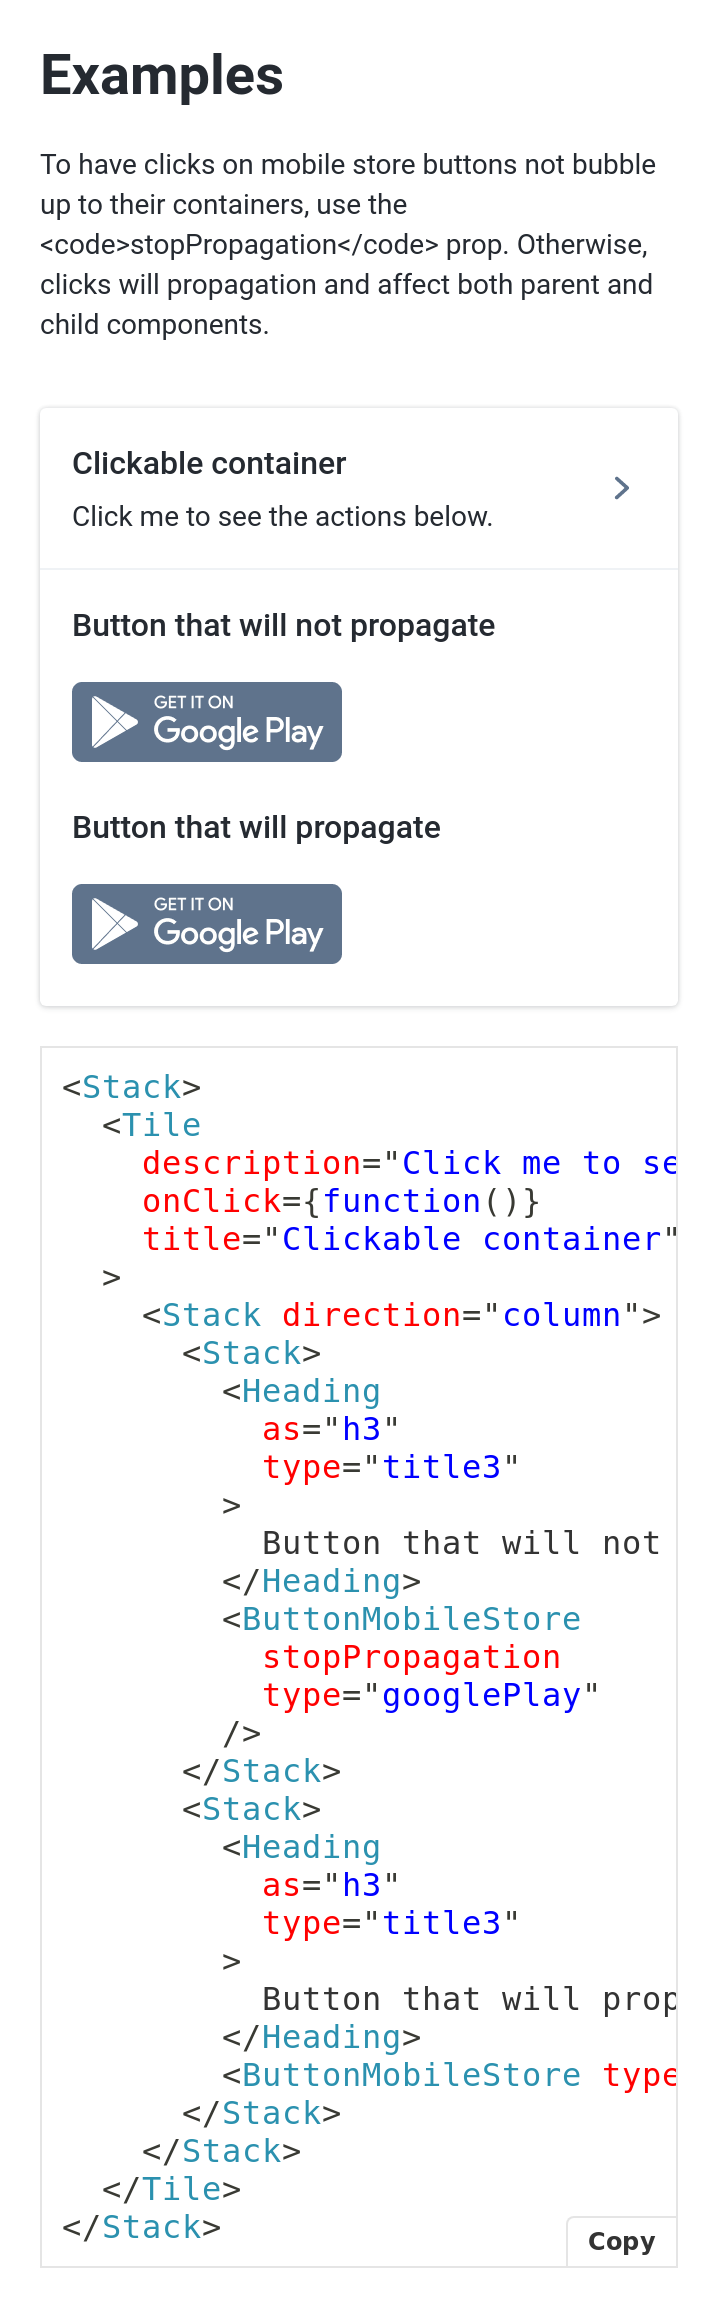 Examples
To have clicks on mobile store buttons not bubble
up to their containers, use the
<code>stopPropagation</code> prop. Otherwise,
clicks will propagation and affect both parent and
child components.
Clickable container
Click me to see the actions below.
Button that will not propagate
GET IT ON
Google Play
Button that will propagate
GET IT ON
Google Play
<Stack>
<Tile
description="Click me to se
onClick={function()}
title="Clickable container"
>
<Stack direction="column">
<Stack>
<Heading
as="h3"
type="title3"
>
Button that will not
</Heading>
<ButtonMobileStore
stopPropagation
type="googlePlay"
/>
</Stack>
<Stack>
<Heading
as="h3"
type="title3"
>
Button that will prop
</Heading>
<ButtonMobileStore type
</Stack>
</Stack>
</Tile>
</Stack>
Copy